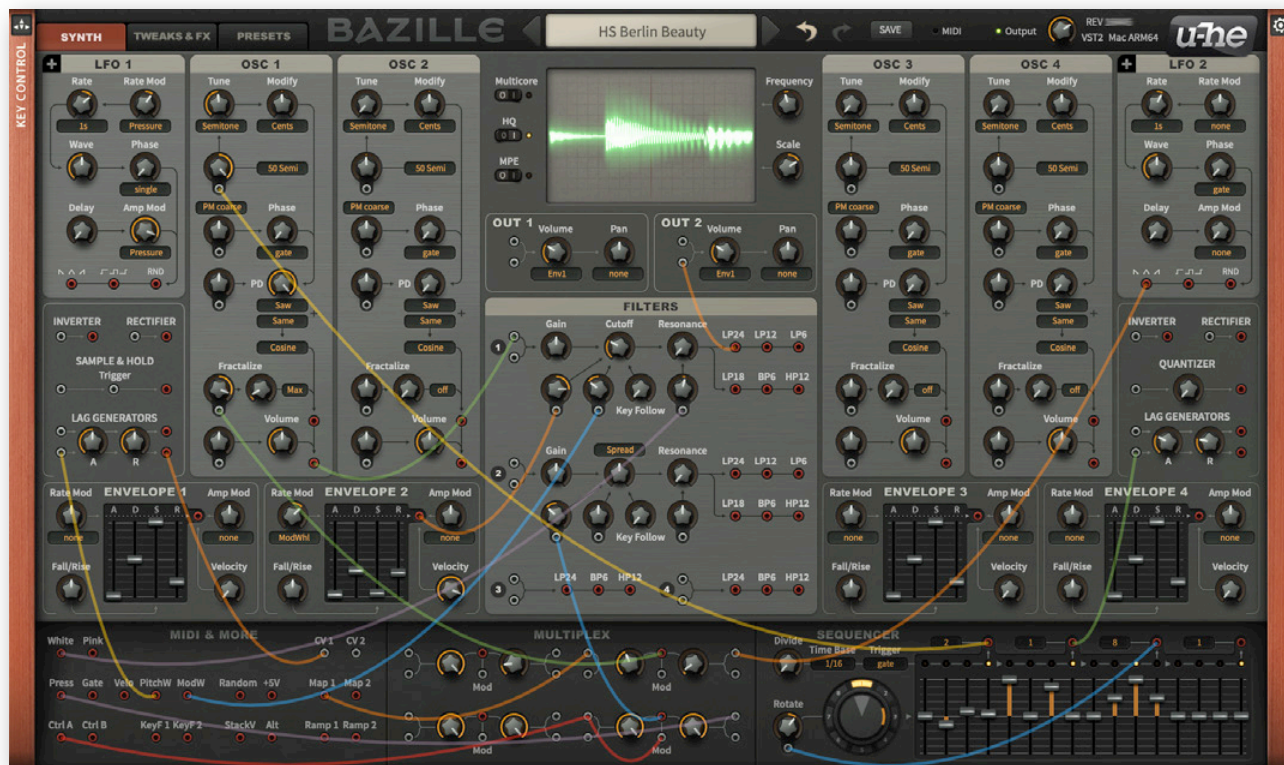 KEY CONTROL
SYNTH TWEAKS & FX PRESETS
BAZILLE
HS Berlin Beauty
SAVE MIDI Output
REV
VST2 Mac ARM64
u-he
LFO 1
Rate Rate Mod
1s Pressure
Wave Phase
single
Delay Amp Mod
Pressure
RND
INVERTER RECTIFIER
SAMPLE & HOLD
Trigger
LAG GENERATORS
A R
OSC 1
Tune Modify
Semitone Cents
50 Semi
PM coarse Phase
gate
PD
Saw
Same
Cosine
Fractalize
Max
Volume
OSC 2
Tune Modify
Semitone Cents
50 Semi
PM coarse Phase
gate
PD
Saw
Same
Cosine
Fractalize
off
Volume
Multicore
O I
HQ
O I
MPE
O I
Frequency
Scale
OUT 1
Volume Pan
Env1 none
OUT 2
Volume Pan
Env1 none
FILTERS
1
Gain Cutoff Resonance
LP24 LP12 LP6
LP18 BP6 HP12
Key Follow
2
Gain Spread Resonance
LP24 LP12 LP6
LP18 BP6 HP12
Key Follow
3 LP24 BP6 HP12
4 LP24 BP6 HP12
OSC 3
Tune Modify
Semitone Cents
50 Semi
PM coarse Phase
gate
PD
Saw
Same
Cosine
Fractalize
off
Volume
OSC 4
Tune Modify
Semitone Cents
50 Semi
PM coarse Phase
gate
PD
Saw
Same
Cosine
Fractalize
off
Volume
LFO 2
Rate Rate Mod
1s none
Wave Phase
gate
Delay Amp Mod
none
RND
INVERTER RECTIFIER
QUANTIZER
LAG GENERATORS
A R
Rate Mod ENVELOPE 1 Amp Mod
A D S R
none none
Fall/Rise Velocity
Rate Mod ENVELOPE 2 Amp Mod
A D S R
ModWhl none
Fall/Rise Velocity
Rate Mod ENVELOPE 3 Amp Mod
A D S R
none none
Fall/Rise Velocity
Rate Mod ENVELOPE 4 Amp Mod
A D S R
none none
Fall/Rise Velocity
MIDI & MORE
White Pink CV 1 CV 2
Press Gate Velo PitchW ModW Random +5V Map 1 Map 2
Ctrl A Ctrl B KeyF 1 KeyF 2 StackV Alt Ramp 1 Ramp 2
MULTIPLEX
Mod Mod
Mod Mod
SEQUENCER
Divide Time Base Trigger
1/16 gate
2 1 8 1
Rotate